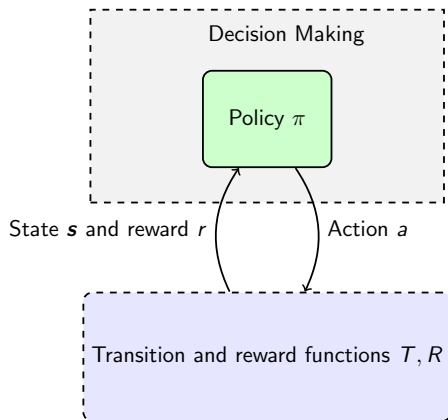 Decision Making
Policy π
State s and reward r
Action a
Transition and reward functions T, R